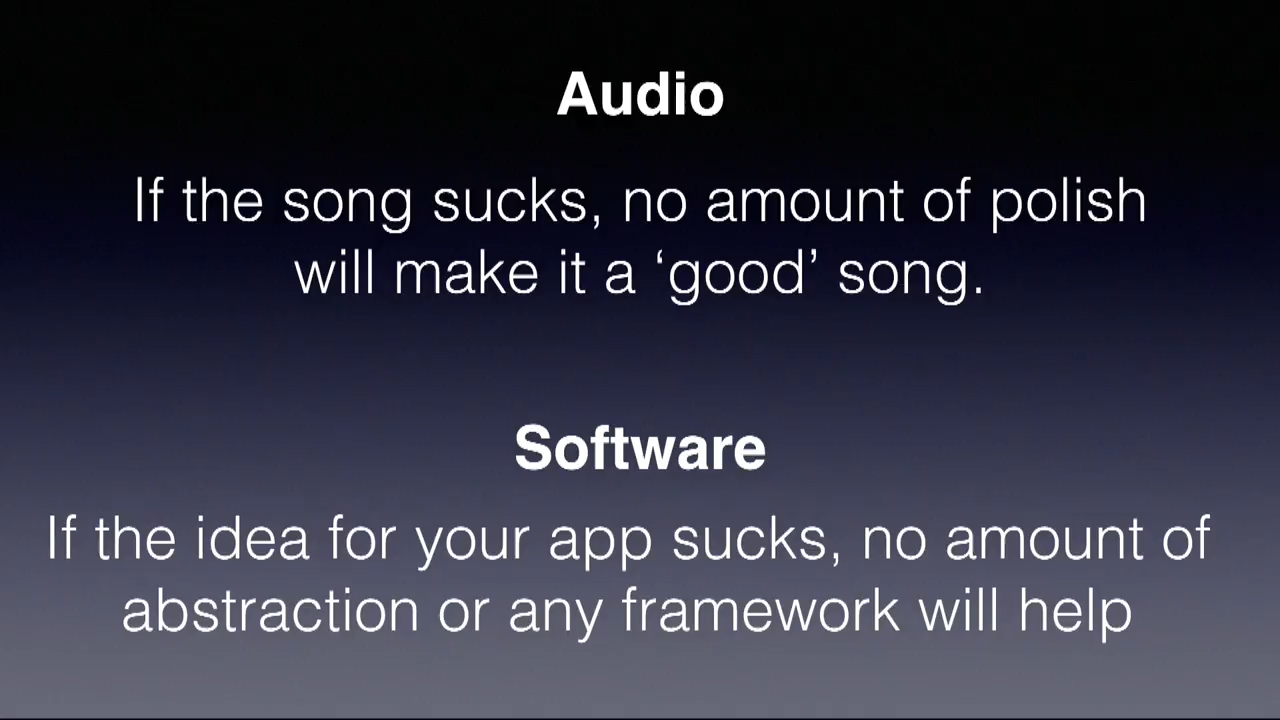 Audio
If the song sucks, no amount of polish
will make it a ‘good’ song.
Software
If the idea for your app sucks, no amount of
abstraction or any framework will help